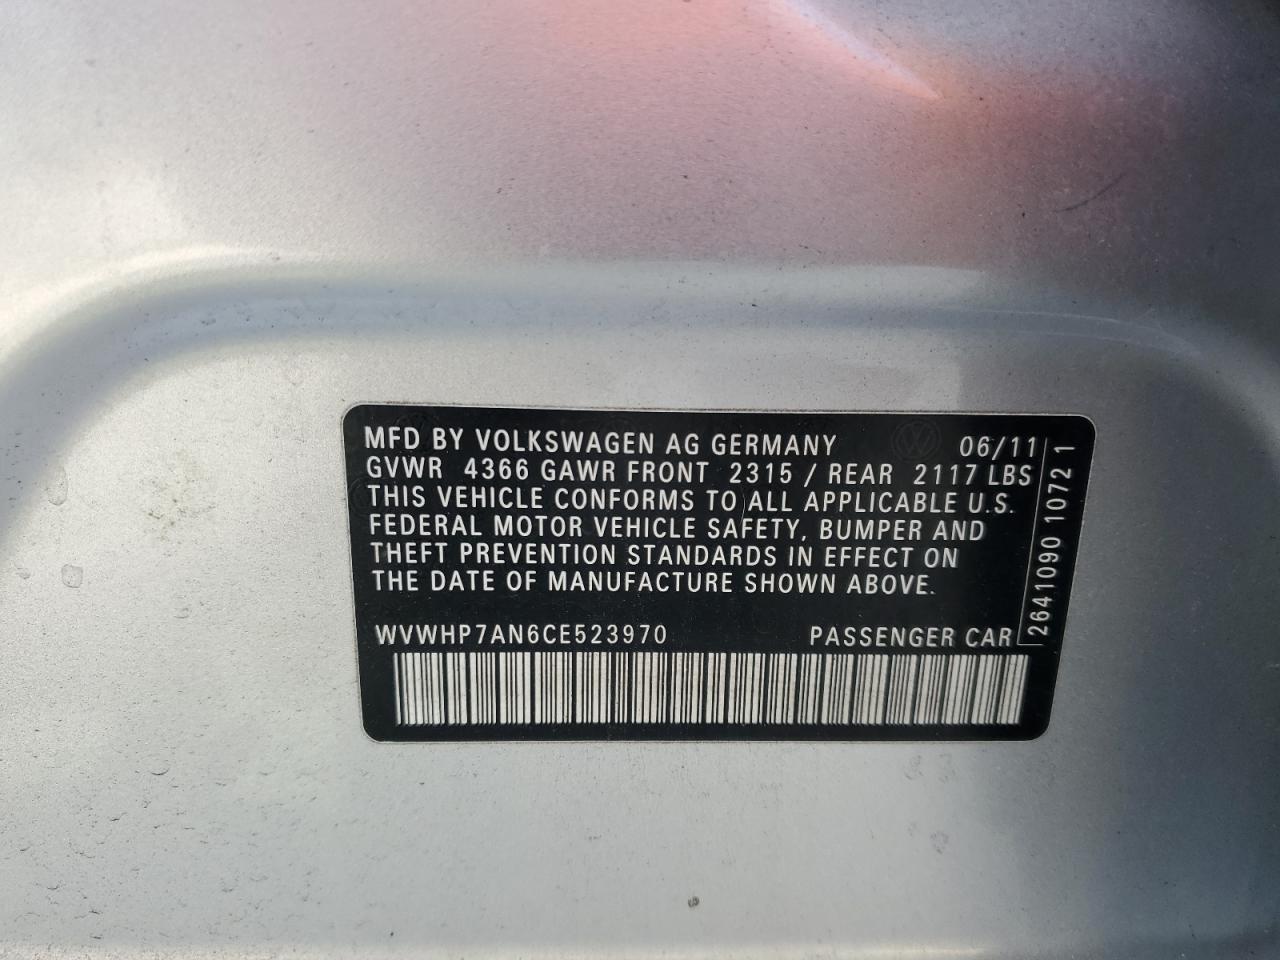 MFD BY VOLKSWAGEN AG GERMANY 06/11
GVWR 4366 GAWR FRONT 2315 / REAR 2117 LBS
THIS VEHICLE CONFORMS TO ALL APPLICABLE U.S.
FEDERAL MOTOR VEHICLE SAFETY, BUMPER AND
THEFT PREVENTION STANDARDS IN EFFECT ON
THE DATE OF MANUFACTURE SHOWN ABOVE.
WVWHP7AN6CE523970 PASSENGER CAR
2641090 1072 1